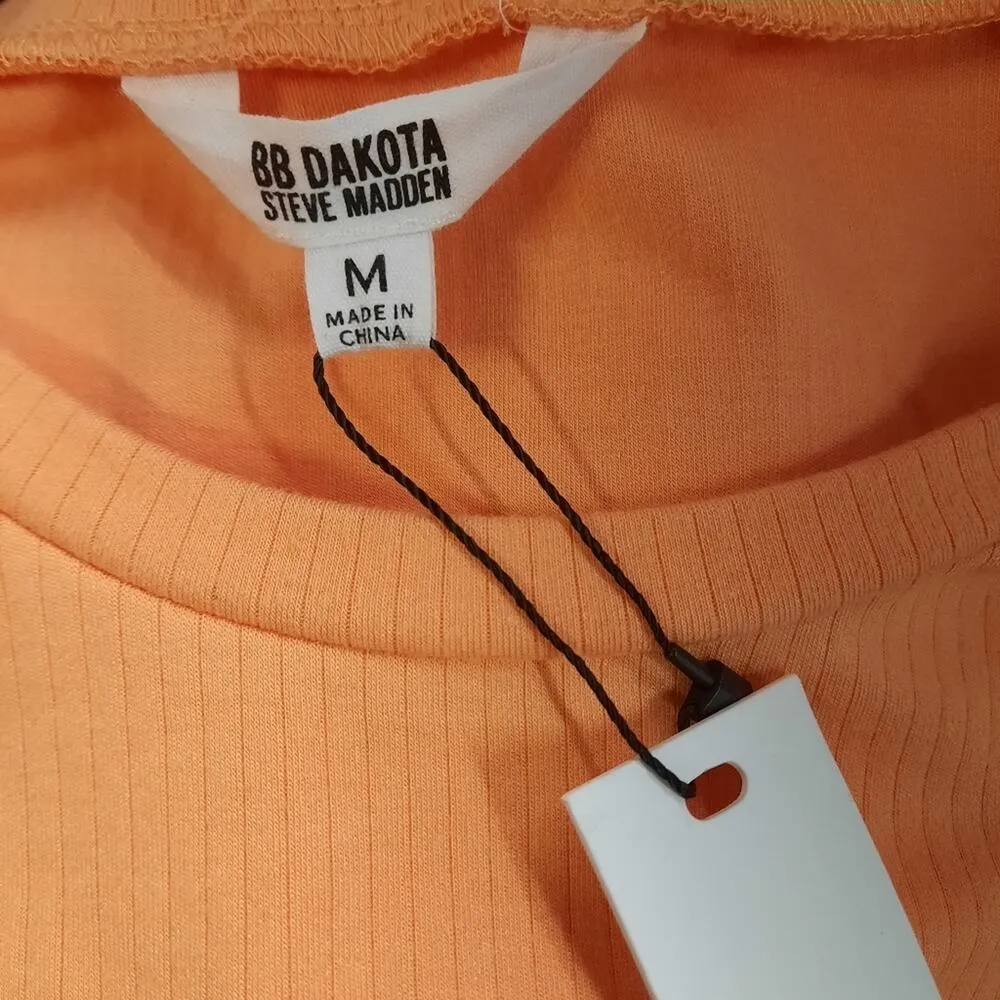 BB DAKOTA
STEVE MADDEN
M
MADE IN
CHINA